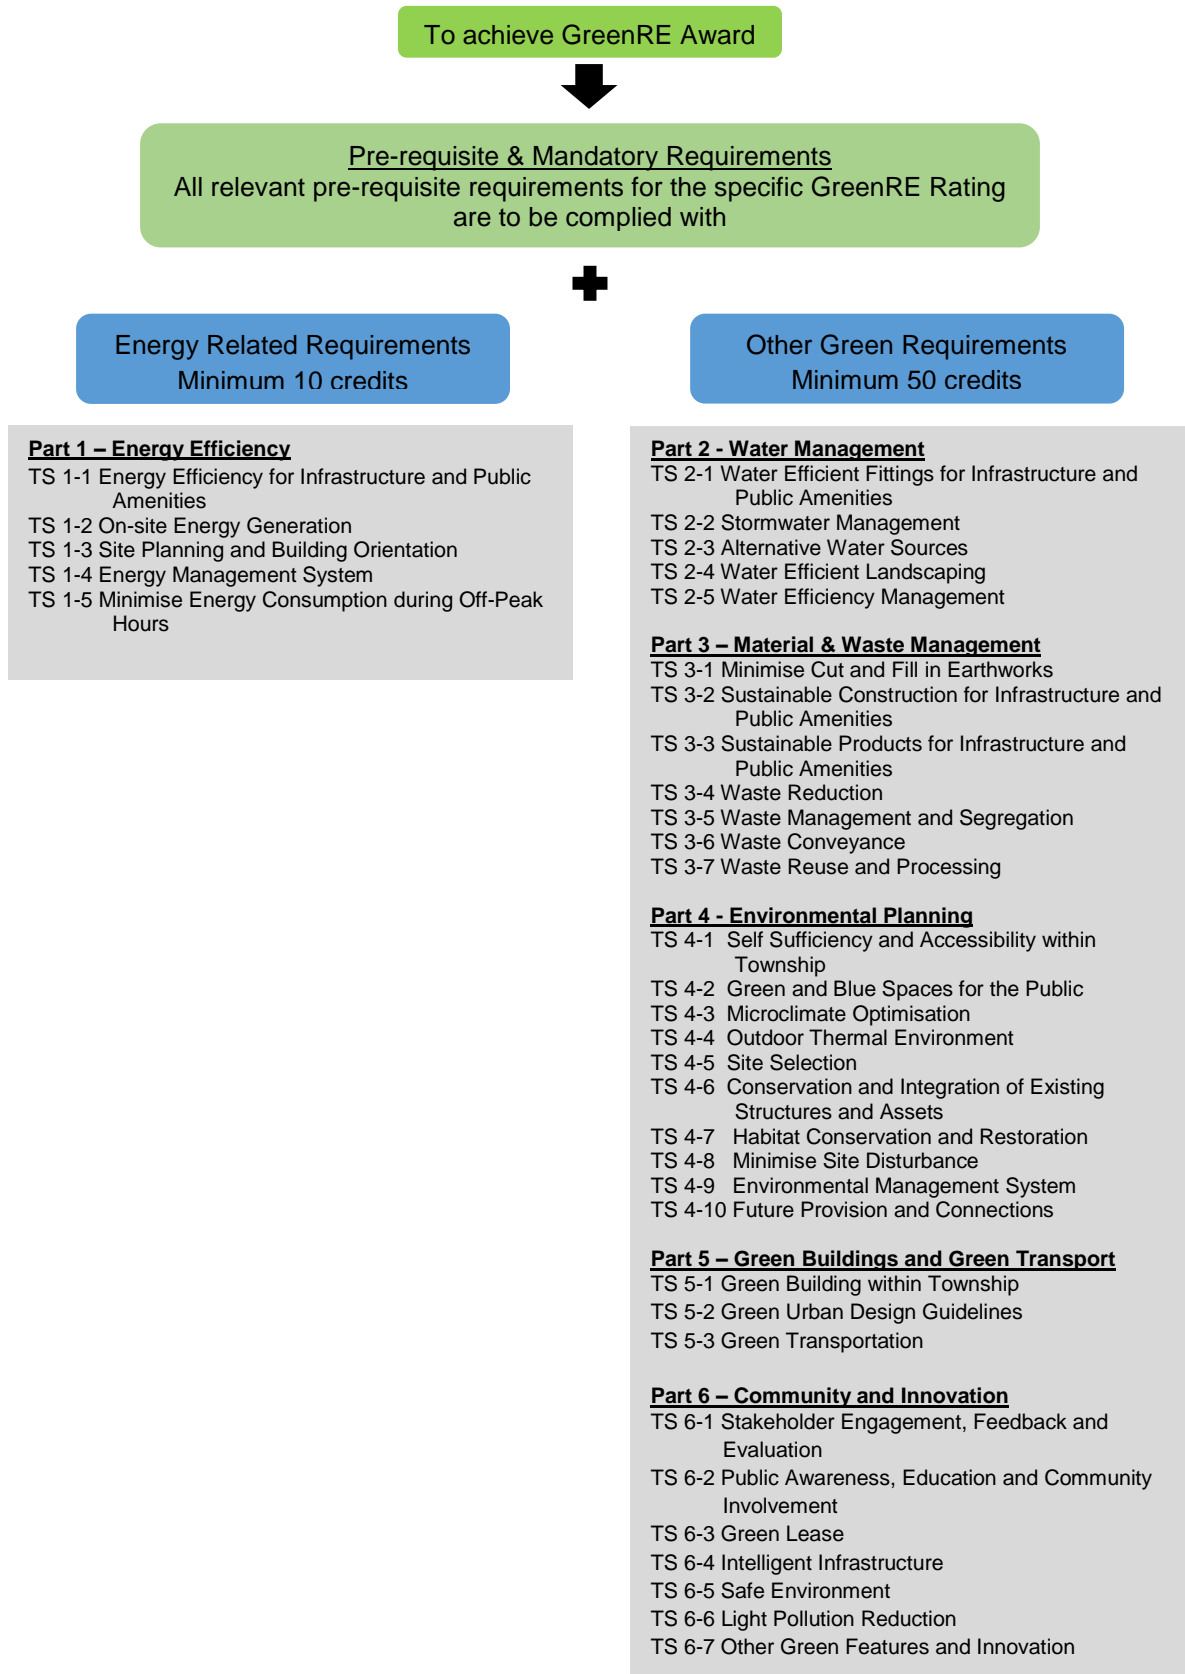 To achieve GreenRE Award
Pre-requisite & Mandatory Requirements
All relevant pre-requisite requirements for the specific GreenRE Rating
are to be complied with
Energy Related Requirements
Minimum 10 credits
Part 1 – Energy Efficiency
TS 1-1 Energy Efficiency for Infrastructure and Public
Amenities
TS 1-2 On-site Energy Generation
TS 1-3 Site Planning and Building Orientation
TS 1-4 Energy Management System
TS 1-5 Minimise Energy Consumption during Off-Peak
Hours
Other Green Requirements
Minimum 50 credits
Part 2 - Water Management
TS 2-1 Water Efficient Fittings for Infrastructure and
Public Amenities
TS 2-2 Stormwater Management
TS 2-3 Alternative Water Sources
TS 2-4 Water Efficient Landscaping
TS 2-5 Water Efficiency Management
Part 3 – Material & Waste Management
TS 3-1 Minimise Cut and Fill in Earthworks
TS 3-2 Sustainable Construction for Infrastructure and
Public Amenities
TS 3-3 Sustainable Products for Infrastructure and
Public Amenities
TS 3-4 Waste Reduction
TS 3-5 Waste Management and Segregation
TS 3-6 Waste Conveyance
TS 3-7 Waste Reuse and Processing
Part 4 - Environmental Planning
TS 4-1 Self Sufficiency and Accessibility within
Township
TS 4-2 Green and Blue Spaces for the Public
TS 4-3 Microclimate Optimisation
TS 4-4 Outdoor Thermal Environment
TS 4-5 Site Selection
TS 4-6 Conservation and Integration of Existing
Structures and Assets
TS 4-7 Habitat Conservation and Restoration
TS 4-8 Minimise Site Disturbance
TS 4-9 Environmental Management System
TS 4-10 Future Provision and Connections
Part 5 – Green Buildings and Green Transport
TS 5-1 Green Building within Township
TS 5-2 Green Urban Design Guidelines
TS 5-3 Green Transportation
Part 6 – Community and Innovation
TS 6-1 Stakeholder Engagement, Feedback and
Evaluation
TS 6-2 Public Awareness, Education and Community
Involvement
TS 6-3 Green Lease
TS 6-4 Intelligent Infrastructure
TS 6-5 Safe Environment
TS 6-6 Light Pollution Reduction
TS 6-7 Other Green Features and Innovation